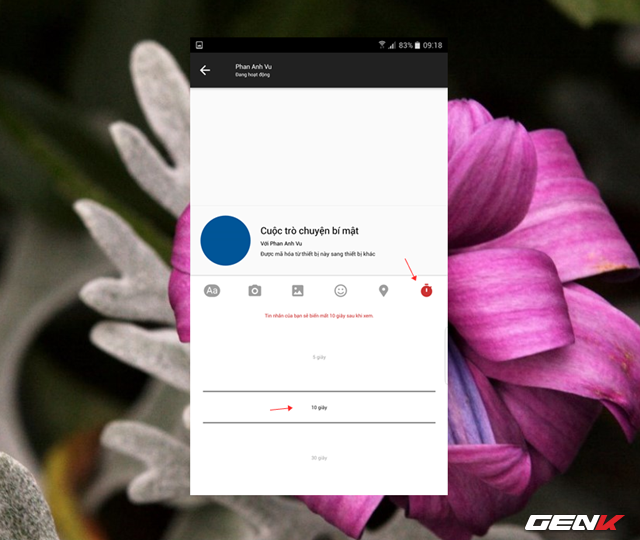 83% 09:18
Phan Anh Vu
Đang hoạt động
Cuộc trò chuyện bí mật
Với Phan Anh Vu
Được mã hóa từ thiết bị này sang thiết bị khác
Aa
Tin nhắn của bạn sẽ biến mất 10 giây sau khi xem.
5 giây
10 giây
30 giây
GENK